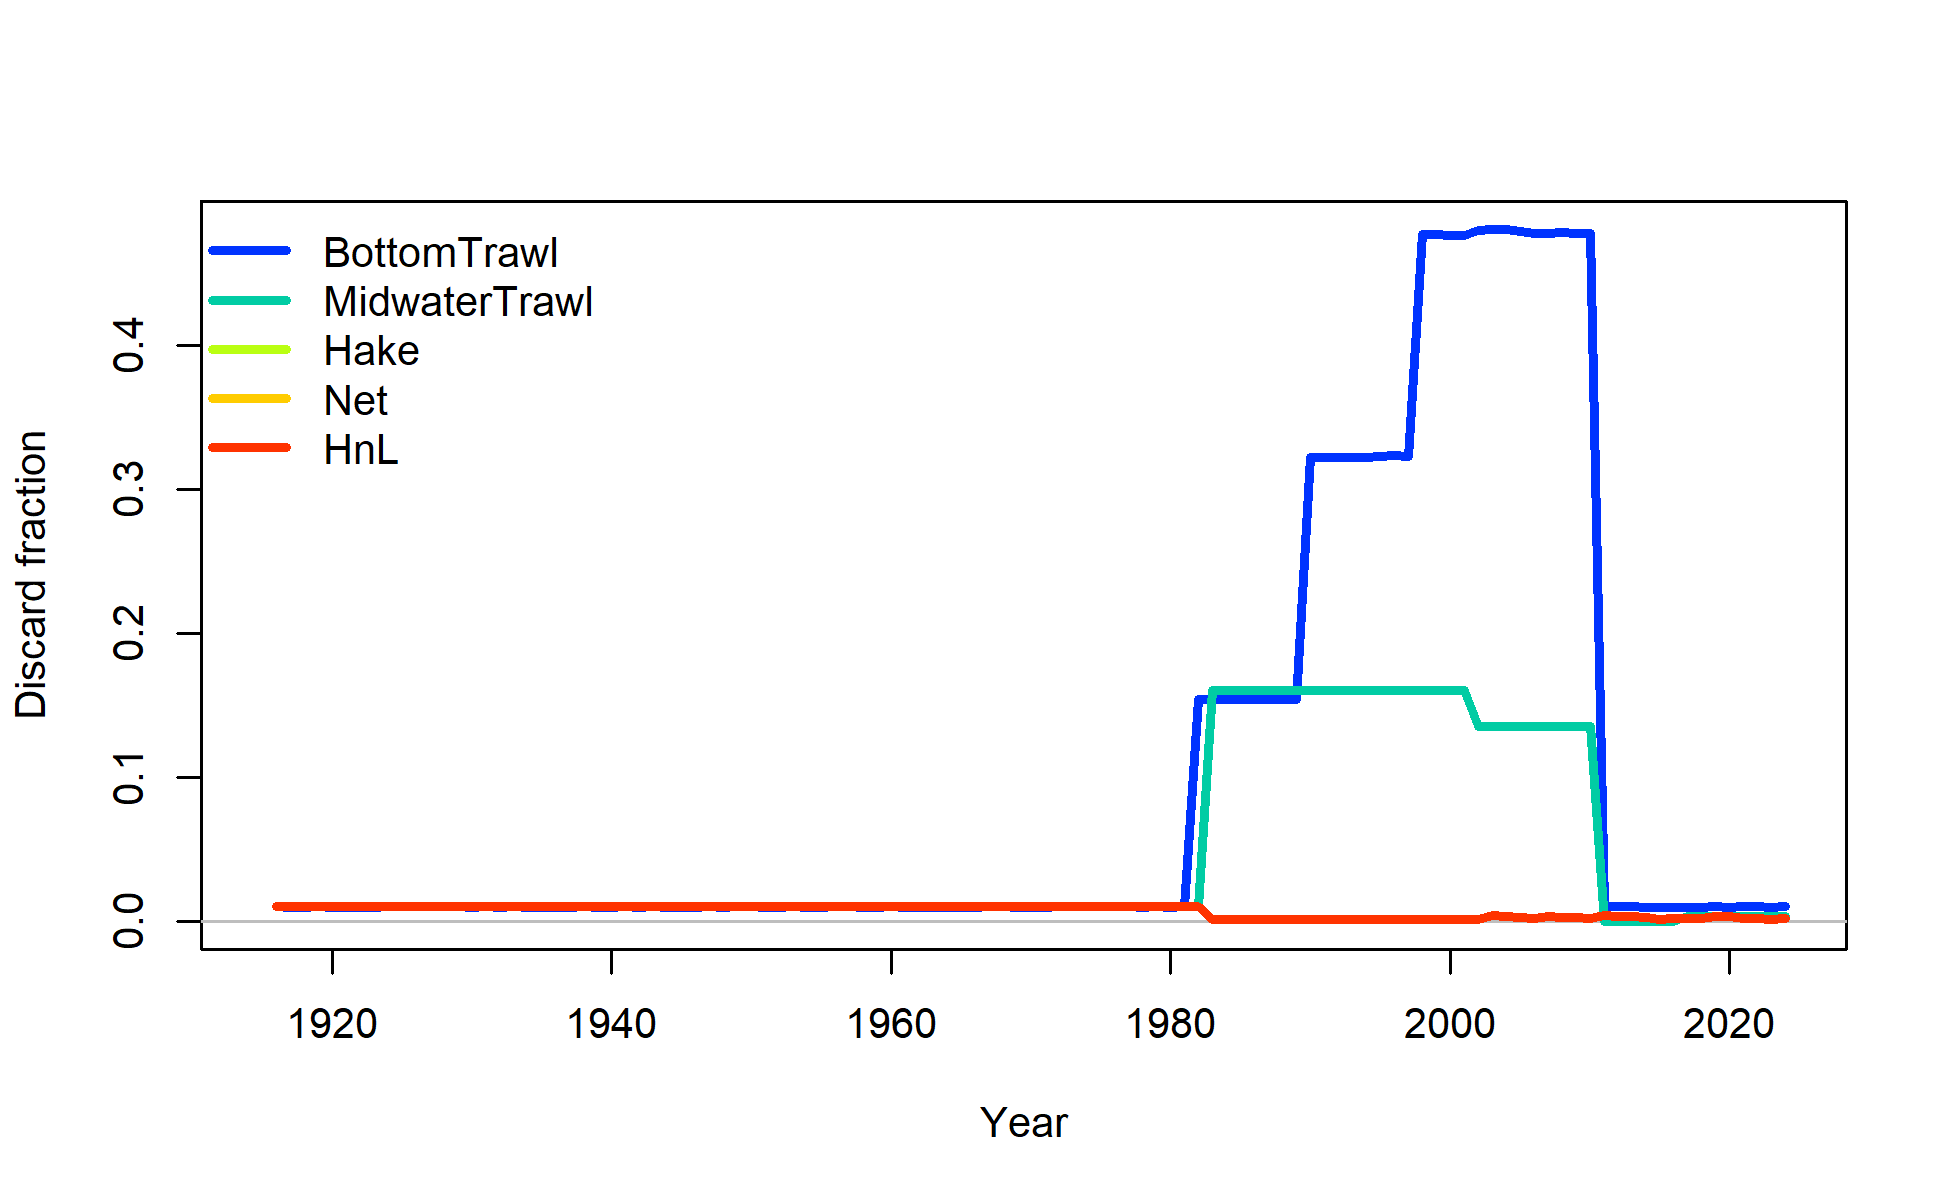 BottomTrawl
MidwaterTrawl
Hake
Net
HnL
Discard fraction
0.4
0.3
0.2
0.1
0.0
1920 1940 1960 1980 2000 2020
Year